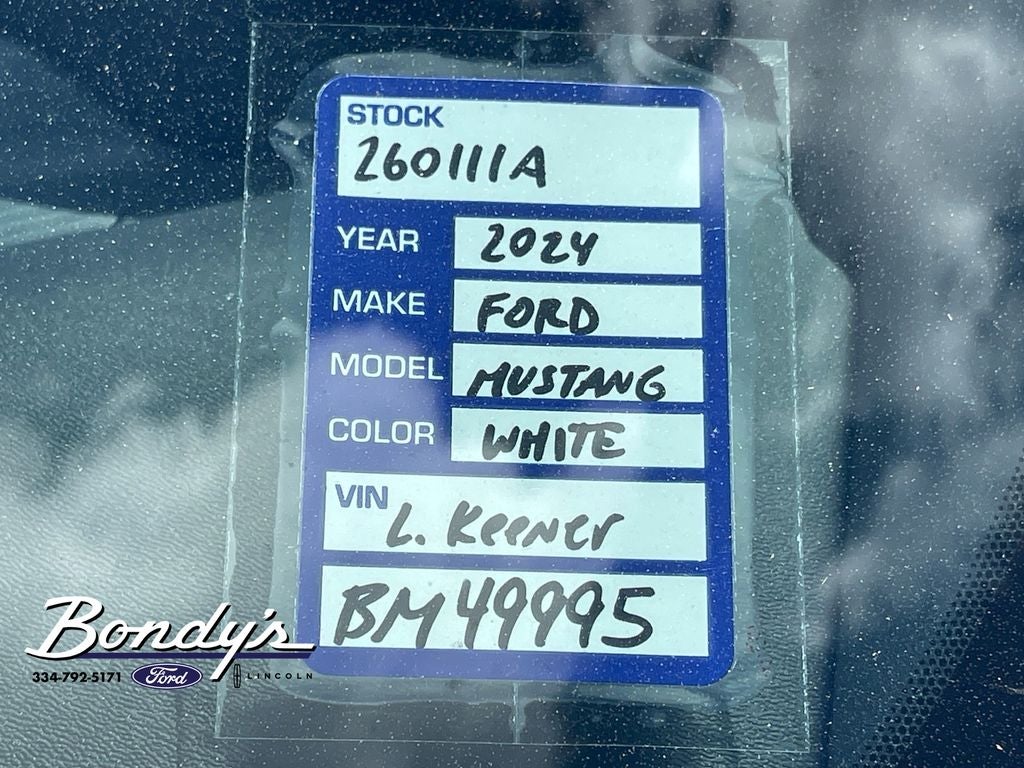 STOCK
260111A
YEAR 2024
MAKE FORD
MODEL MUSTANG
COLOR WHITE
VIN L. Keener
BM49995
Bondy's
334-792-5171 Ford LINCOLN